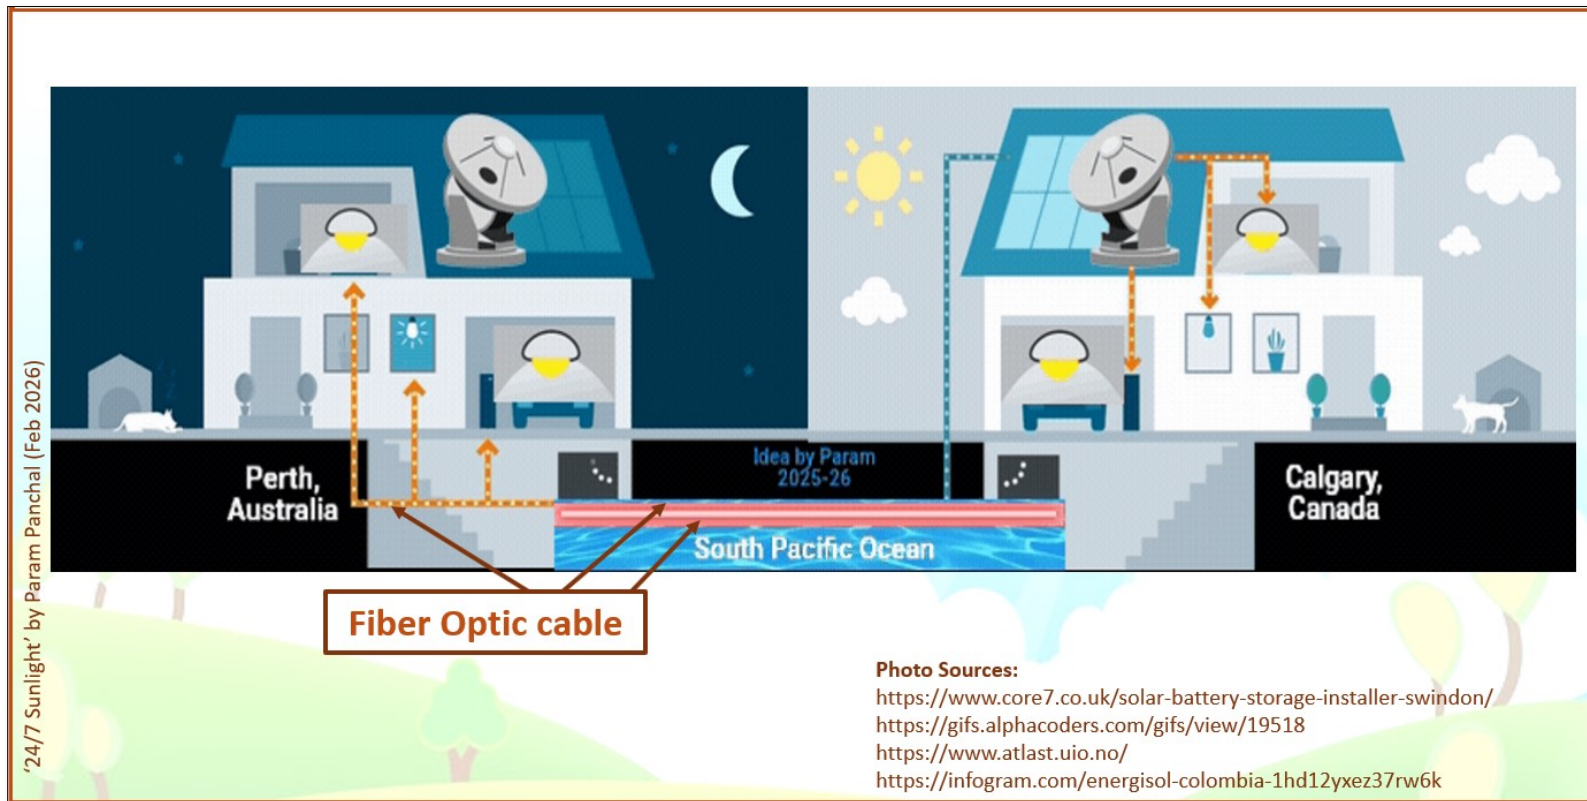 Idea by Param
2025-26
Perth,
Australia
Calgary,
Canada
South Pacific Ocean
Fiber Optic cable
'24/7 Sunlight' by Param Panchal (Feb 2026)
Photo Sources:
https://www.core7.co.uk/solar-battery-storage-installer-swindon/
https://gifs.alphacoders.com/gifs/view/19518
https://www.atlast.uio.no/
https://infogram.com/energisol-colombia-1hd12yxez37rw6k